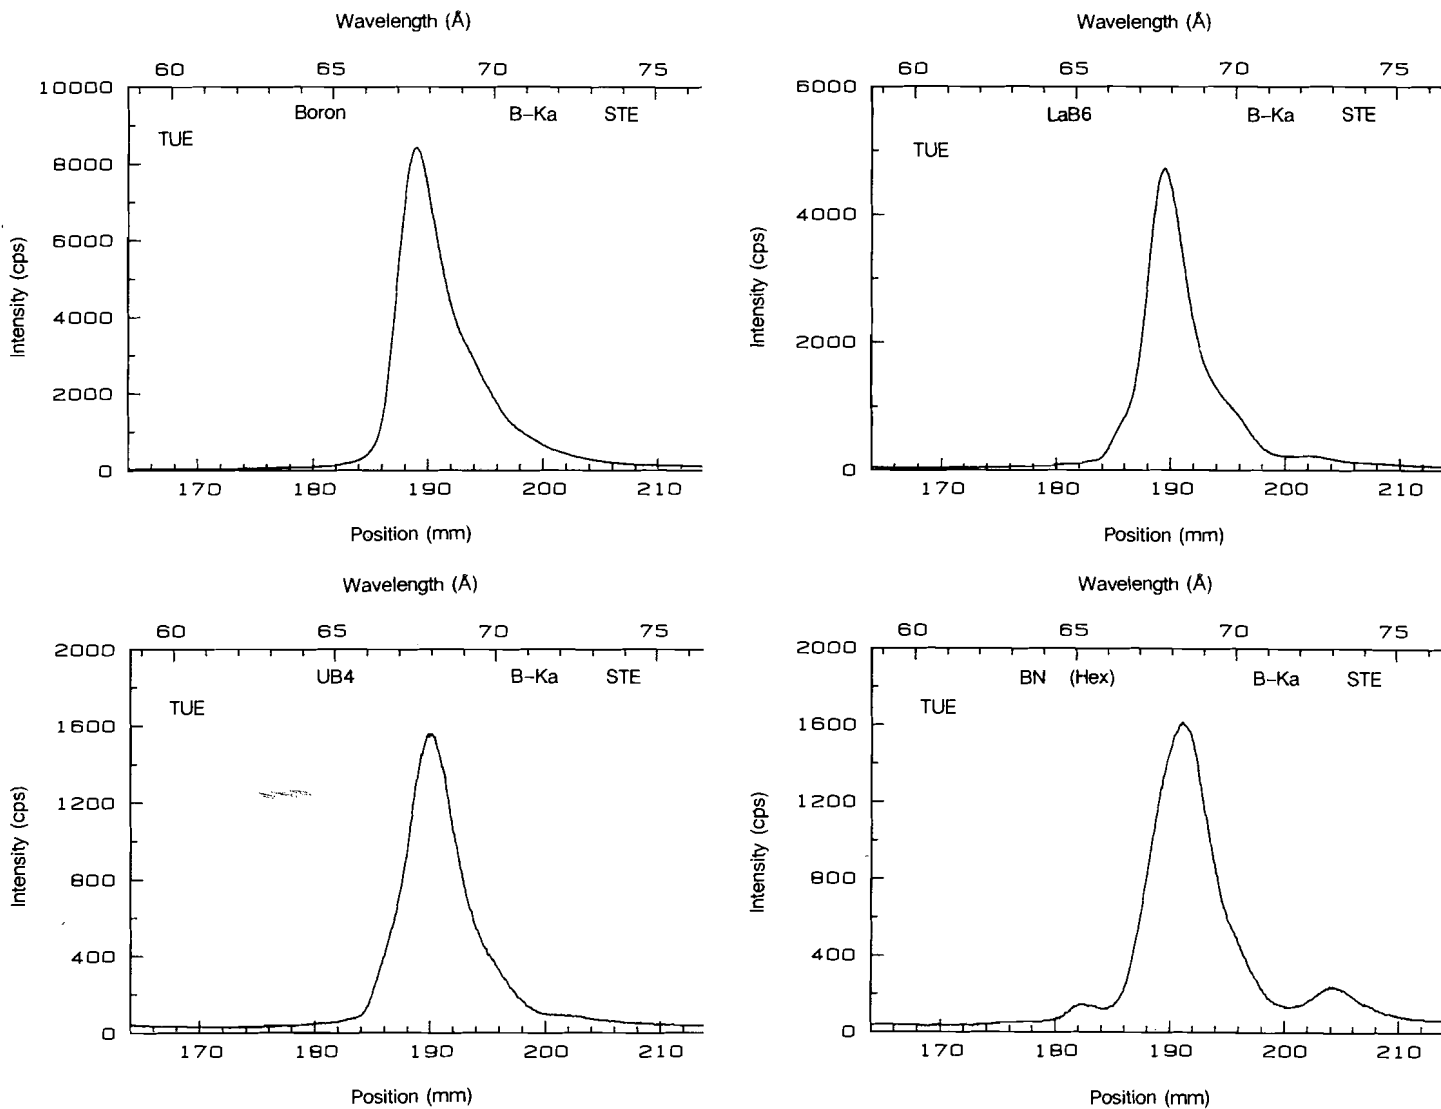 Wavelength (Å)
60 65 70 75
10000
Boron B-Ka STE
TUE
8000
6000
4000
2000
0
Intensity (cps)
170 180 190 200 210
Position (mm)
Wavelength (Å)
60 65 70 75
6000
LaB6 B-Ka STE
TUE
4000
2000
0
Intensity (cps)
170 180 190 200 210
Position (mm)
Wavelength (Å)
60 65 70 75
2000
UB4 B-Ka STE
TUE
1600
1200
800
400
0
Intensity (cps)
170 180 190 200 210
Position (mm)
Wavelength (Å)
60 65 70 75
2000
BN (Hex) B-Ka STE
TUE
1600
1200
800
400
0
Intensity (cps)
170 180 190 200 210
Position (mm)